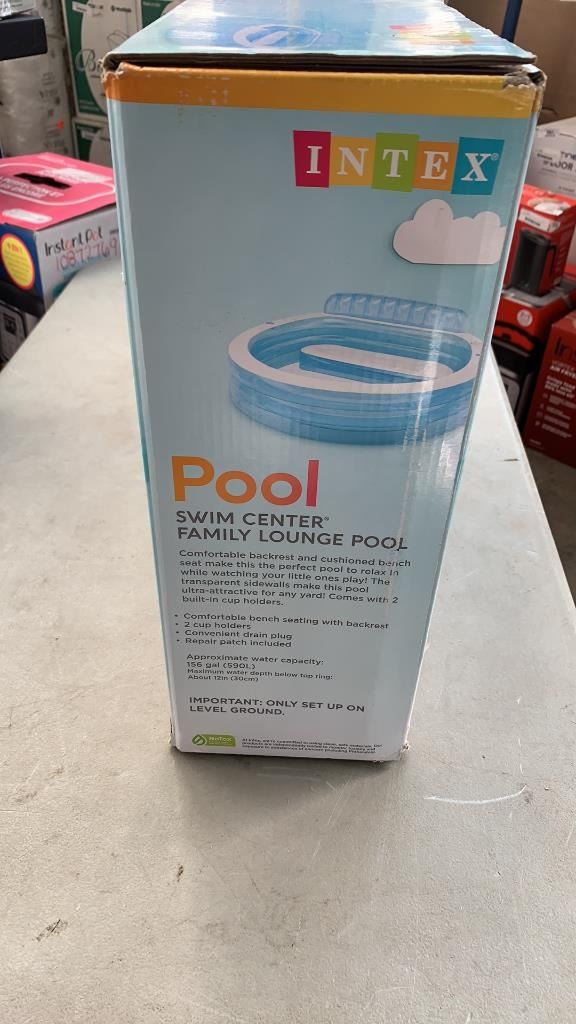 INTEX®
Pool
SWIM CENTER®
FAMILY LOUNGE POOL
Comfortable backrest and cushioned bench
seat make this the perfect pool to relax in
while watching your little ones play! The
transparent sidewalls make this pool
ultra-attractive for any yard! Comes with 2
built-in cup holders.
• Comfortable bench seating with backrest
• 2 cup holders
• Convenient drain plug
• Repair patch included
Approximate water capacity:
156 gal (590L)
Maximum water depth below top ring:
About 12in (30cm)
IMPORTANT: ONLY SET UP ON
LEVEL GROUND.
Instant Pot
10872769